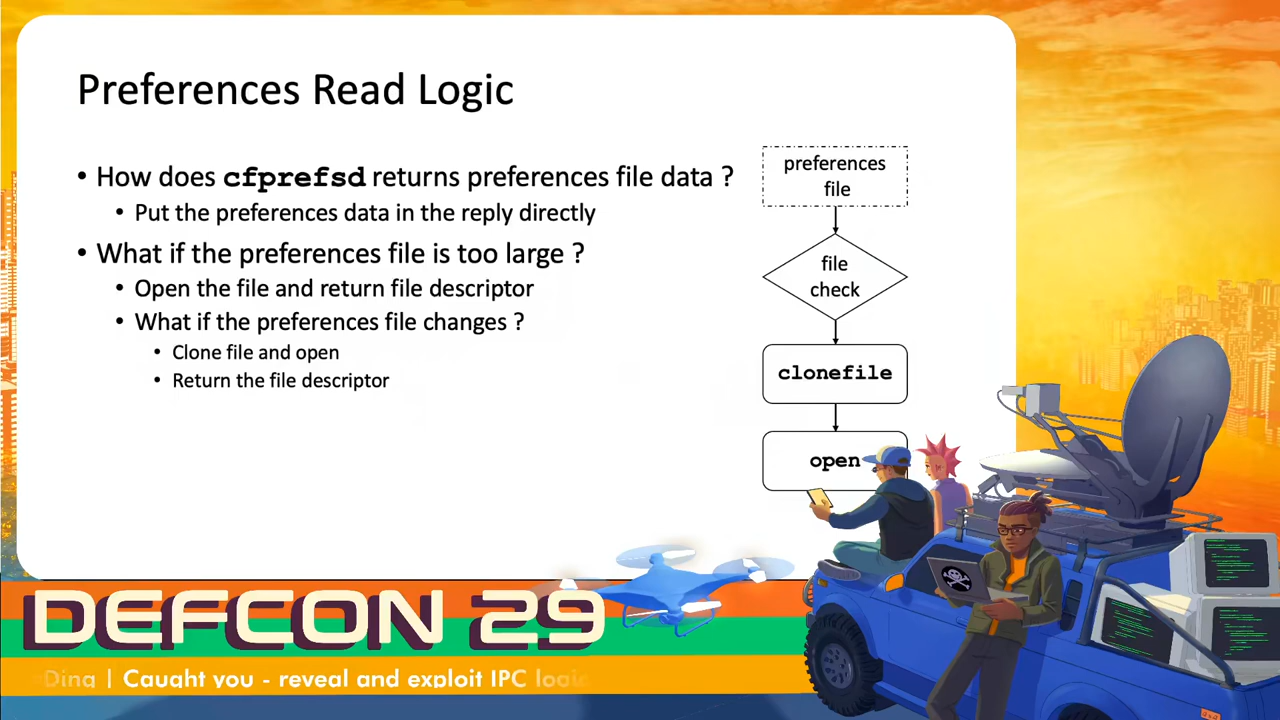 Preferences Read Logic
• How does cfprefsd returns preferences file data ?
• Put the preferences data in the reply directly
• What if the preferences file is too large ?
• Open the file and return file descriptor
• What if the preferences file changes ?
• Clone file and open
• Return the file descriptor
preferences
file
file
check
clonefile
open
DEFCON 29
Ding | Caught you - reveal and exploit IPC logic